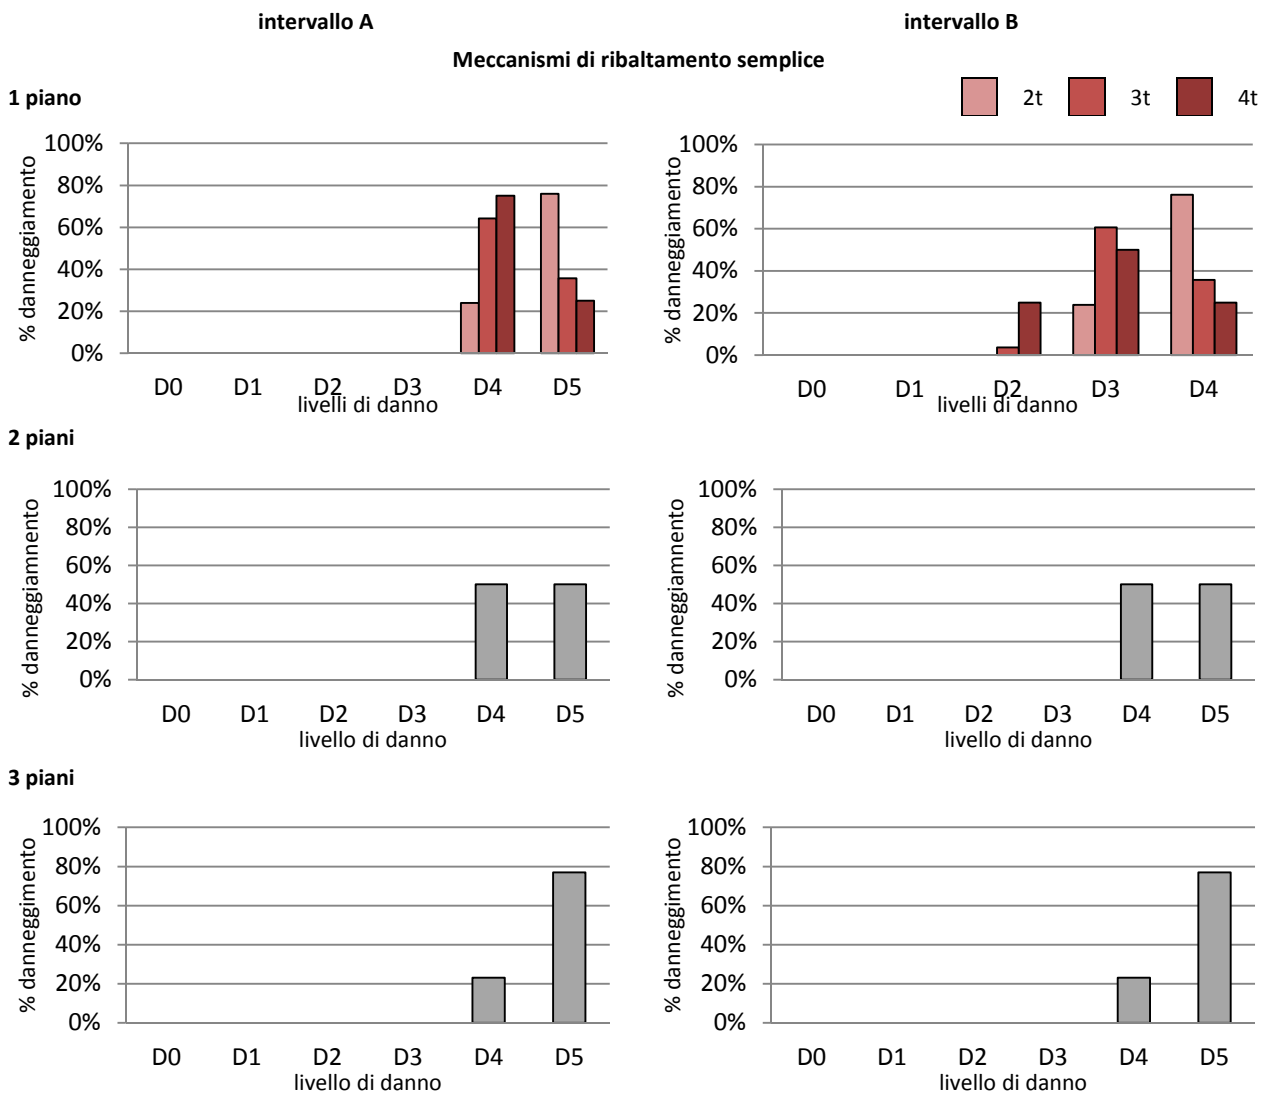 intervallo A
intervallo B
Meccanismi di ribaltamento semplice
1 piano
2t 3t 4t
% danneggiamento
100%
80%
60%
40%
20%
0%
D0 D1 D2 D3 D4 D5
livelli di danno
% danneggiamento
100%
80%
60%
40%
20%
0%
D0 D1 D2 D3 D4
livelli di danno
2 piani
% danneggiamnento
100%
80%
60%
40%
20%
0%
D0 D1 D2 D3 D4 D5
livello di danno
% danneggiamnento
100%
80%
60%
40%
20%
0%
D0 D1 D2 D3 D4 D5
livello di danno
3 piani
% danneggimento
100%
80%
60%
40%
20%
0%
D0 D1 D2 D3 D4 D5
livello di danno
% danneggimento
100%
80%
60%
40%
20%
0%
D0 D1 D2 D3 D4 D5
livello di danno